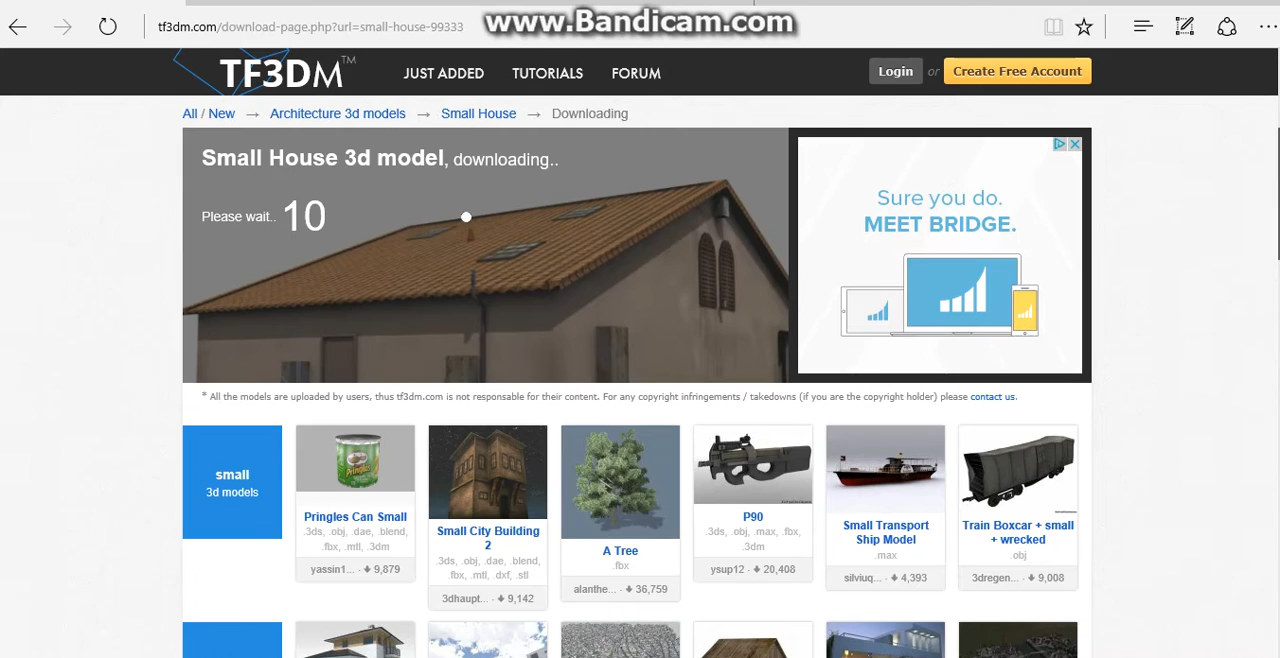 www.Bandicam.com
tf3dm.com/download-page.php?url=small-house-99333
TF3DM™
JUST ADDED
TUTORIALS
FORUM
Login or Create Free Account
All / New → Architecture 3d models → Small House → Downloading
Small House 3d model, downloading..
Please wait.. 10
Sure you do.
MEET BRIDGE.
* All the models are uploaded by users, thus tf3dm.com is not responsable for their content. For any copyright infringements / takedowns (if you are the copyright holder) please contact us.
small
3d models
Pringles
Pringles Can Small
.3ds, .obj, .dae, .blend,
.fbx, .mtl, .3dm
yassin1... · 9,879
Small City Building
2
.3ds, .obj, .dae, .blend,
.fbx, .mtl, .dxf, .stl
3dhaupt... · 9,142
A Tree
.fbx
alanthe... · 36,759
P90
.3ds, .obj, .max, .fbx,
.3dm
ysup12 · 20,408
Small Transport
Ship Model
.max
silviuq... · 4,393
Train Boxcar + small
+ wrecked
.obj
3dregen... · 9,008